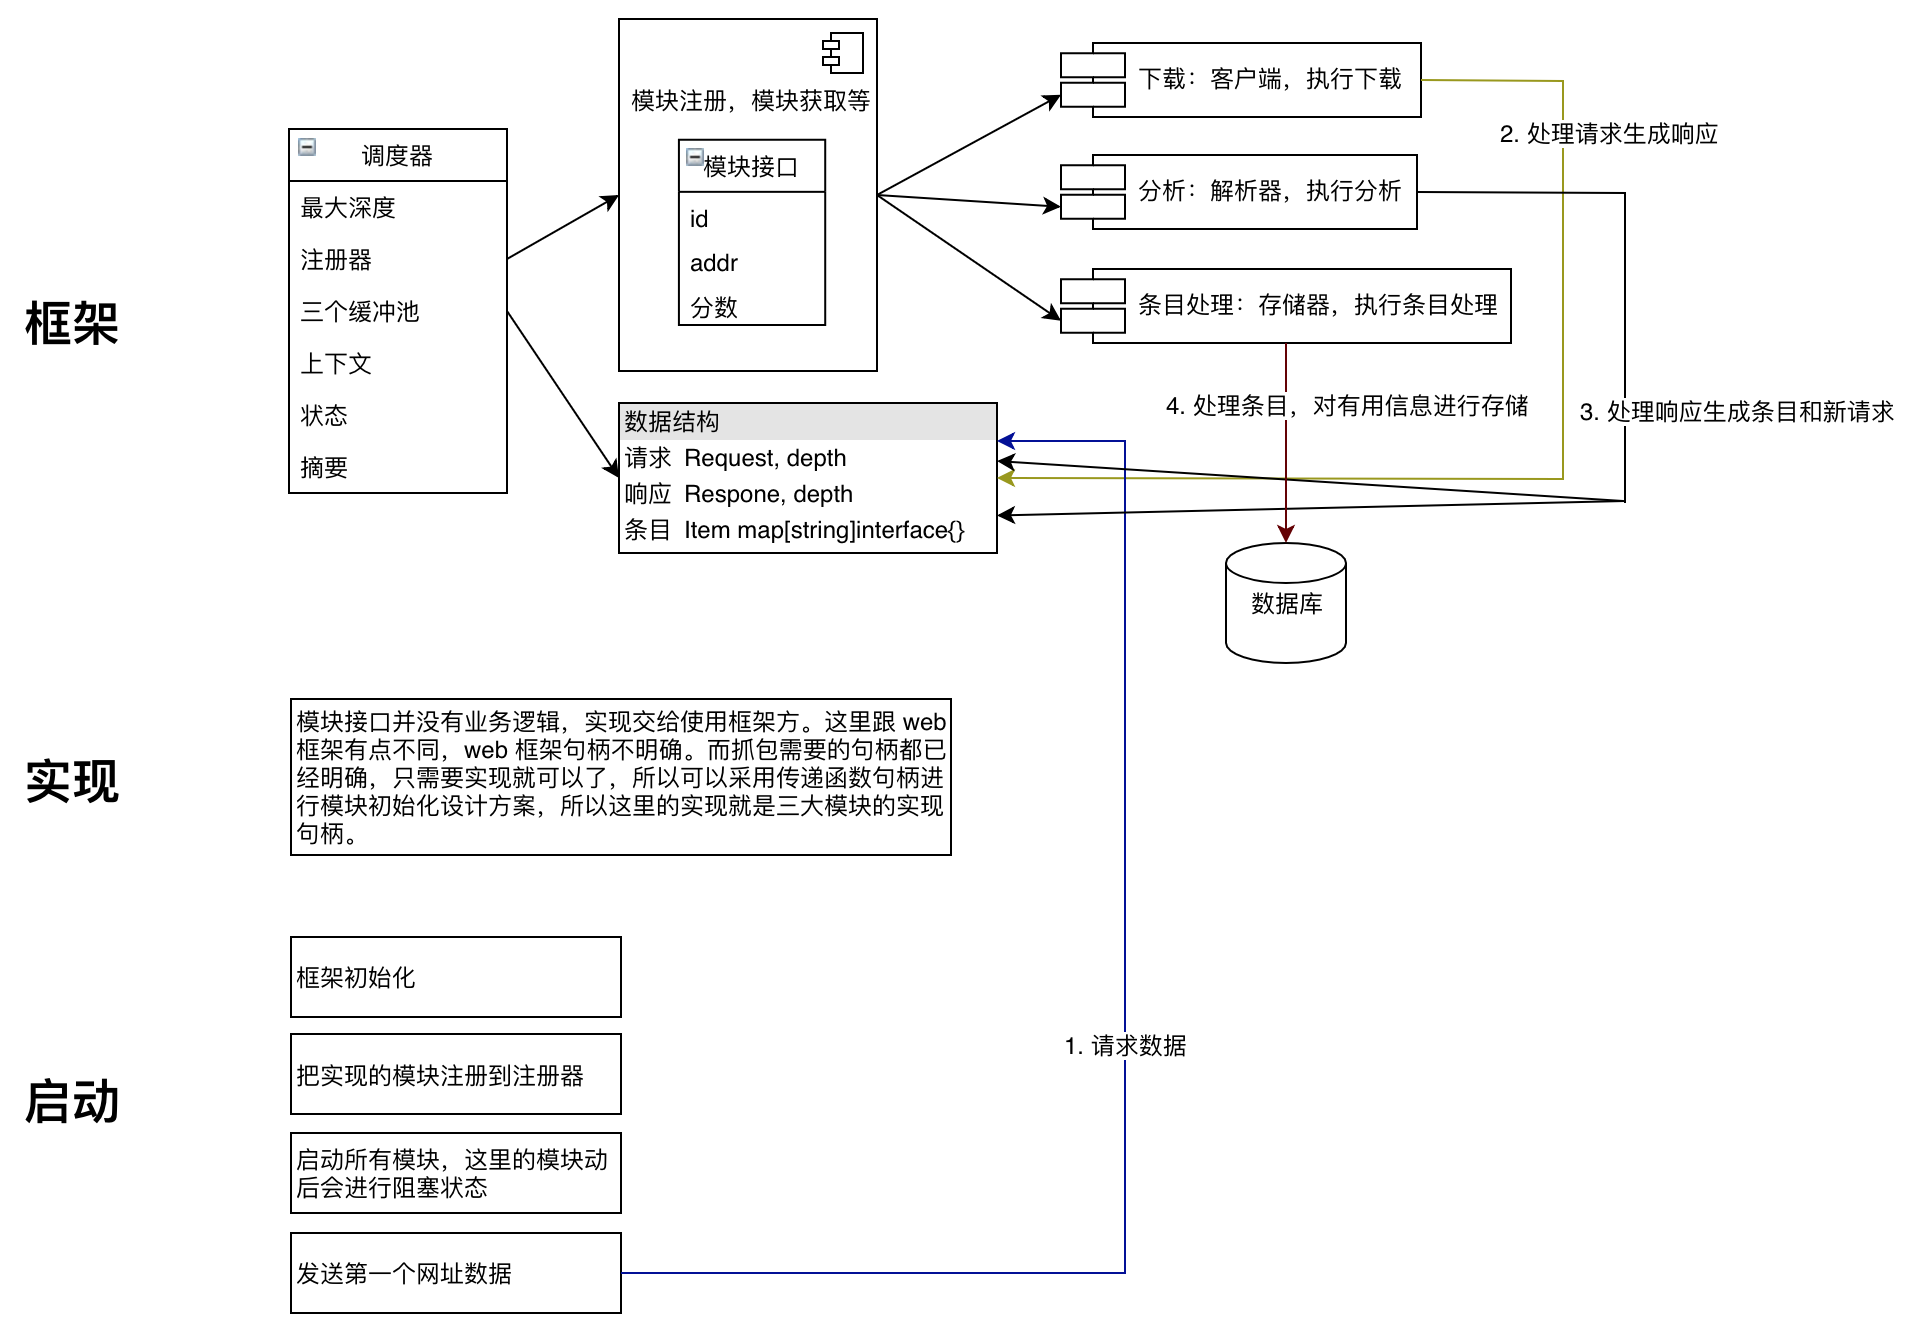 框架
调度器
最大深度
注册器
三个缓冲池
上下文
状态
摘要
模块注册，模块获取等
模块接口
id
addr
分数
下载：客户端，执行下载
分析：解析器，执行分析
条目处理：存储器，执行条目处理
2. 处理请求生成响应
4. 处理条目，对有用信息进行存储
3. 处理响应生成条目和新请求
数据结构
请求 Request, depth
响应 Respone, depth
条目 Item map[string]interface{}
数据库
实现
模块接口并没有业务逻辑，实现交给使用框架方。这里跟 web
框架有点不同，web 框架句柄不明确。而抓包需要的句柄都已
经明确，只需要实现就可以了，所以可以采用传递函数句柄进
行模块初始化设计方案，所以这里的实现就是三大模块的实现
句柄。
启动
框架初始化
把实现的模块注册到注册器
启动所有模块，这里的模块动
后会进行阻塞状态
发送第一个网址数据
1. 请求数据